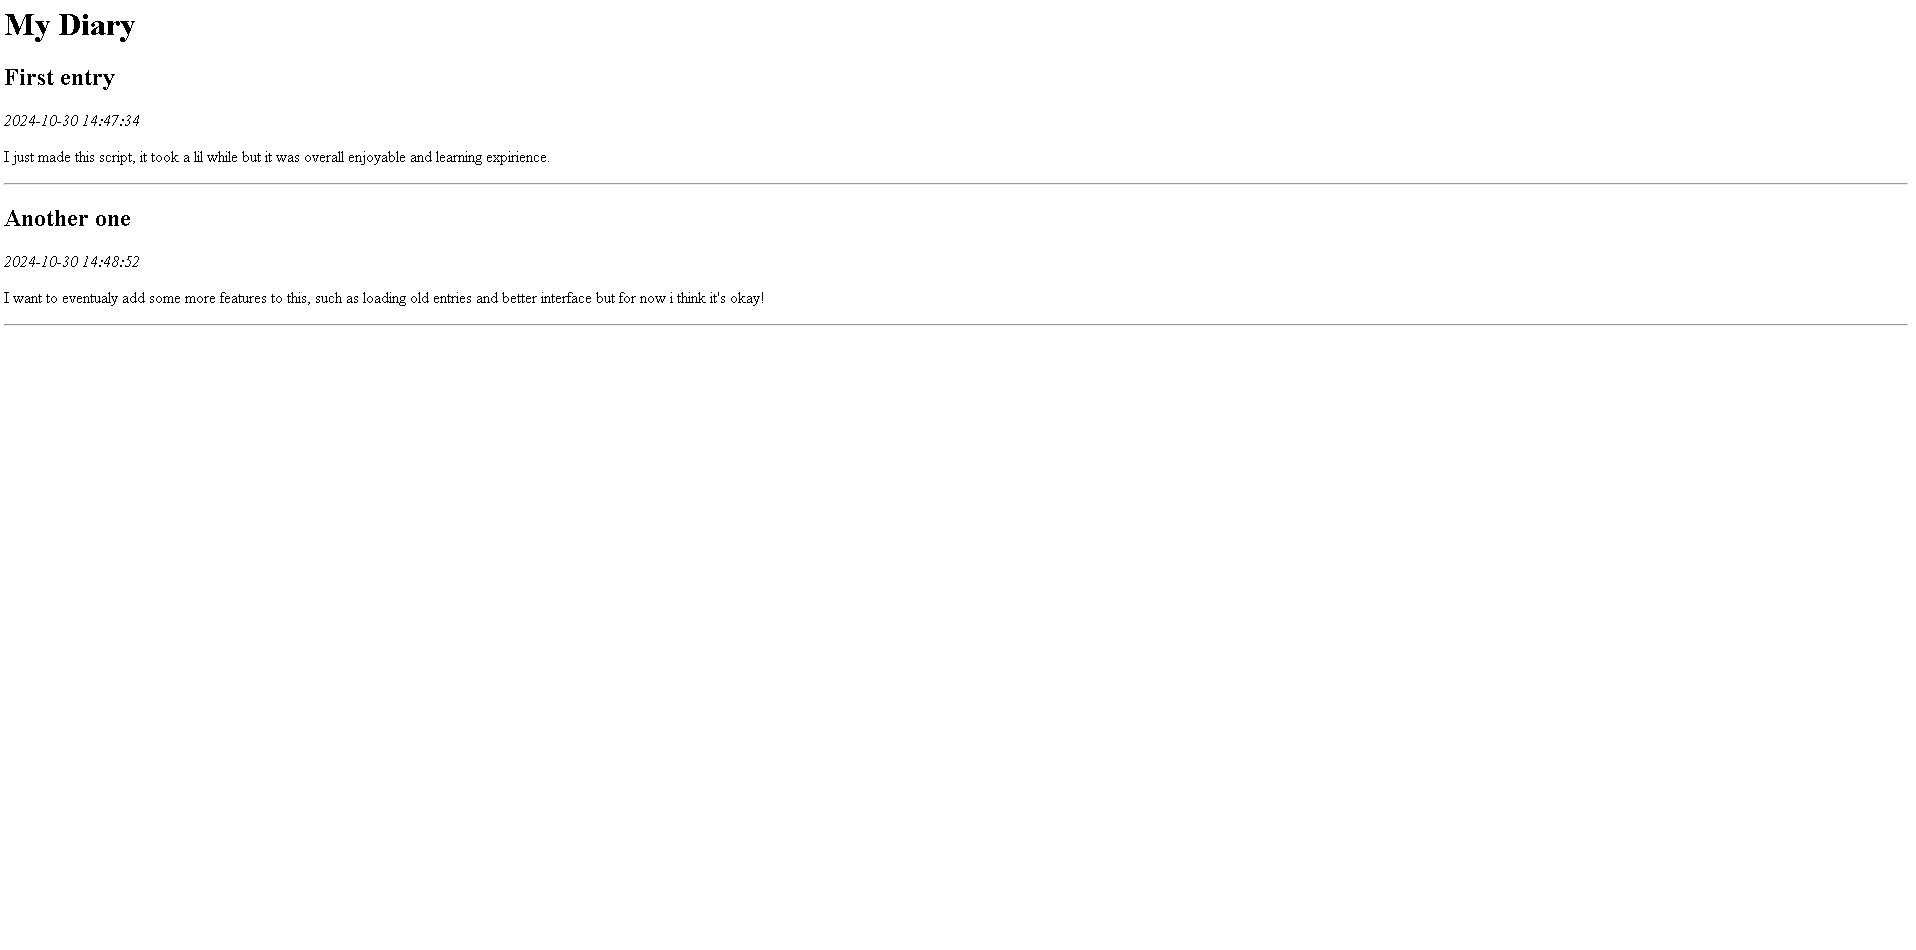 My Diary
First entry
2024-10-30 14:47:34
I just made this script, it took a lil while but it was overall enjoyable and learning expirience.
Another one
2024-10-30 14:48:52
I want to eventualy add some more features to this, such as loading old entries and better interface but for now i think it's okay!